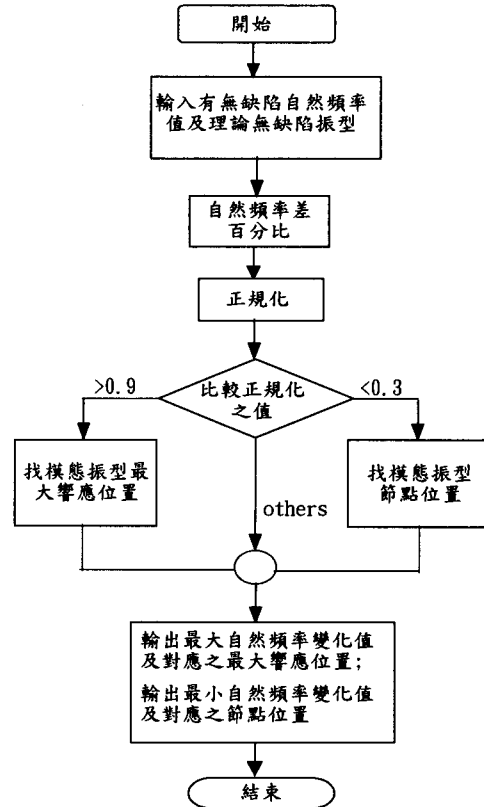 開始
輸入有無缺陷自然頻率
值及理論無缺陷振型
自然頻率差
百分比
正規化
比較正規化
之值
>0.9
<0.3
找模態振型最
大響應位置
找模態振型
節點位置
others
輸出最大自然頻率變化值
及對應之最大響應位置;
輸出最小自然頻率變化值
及對應之節點位置
結束